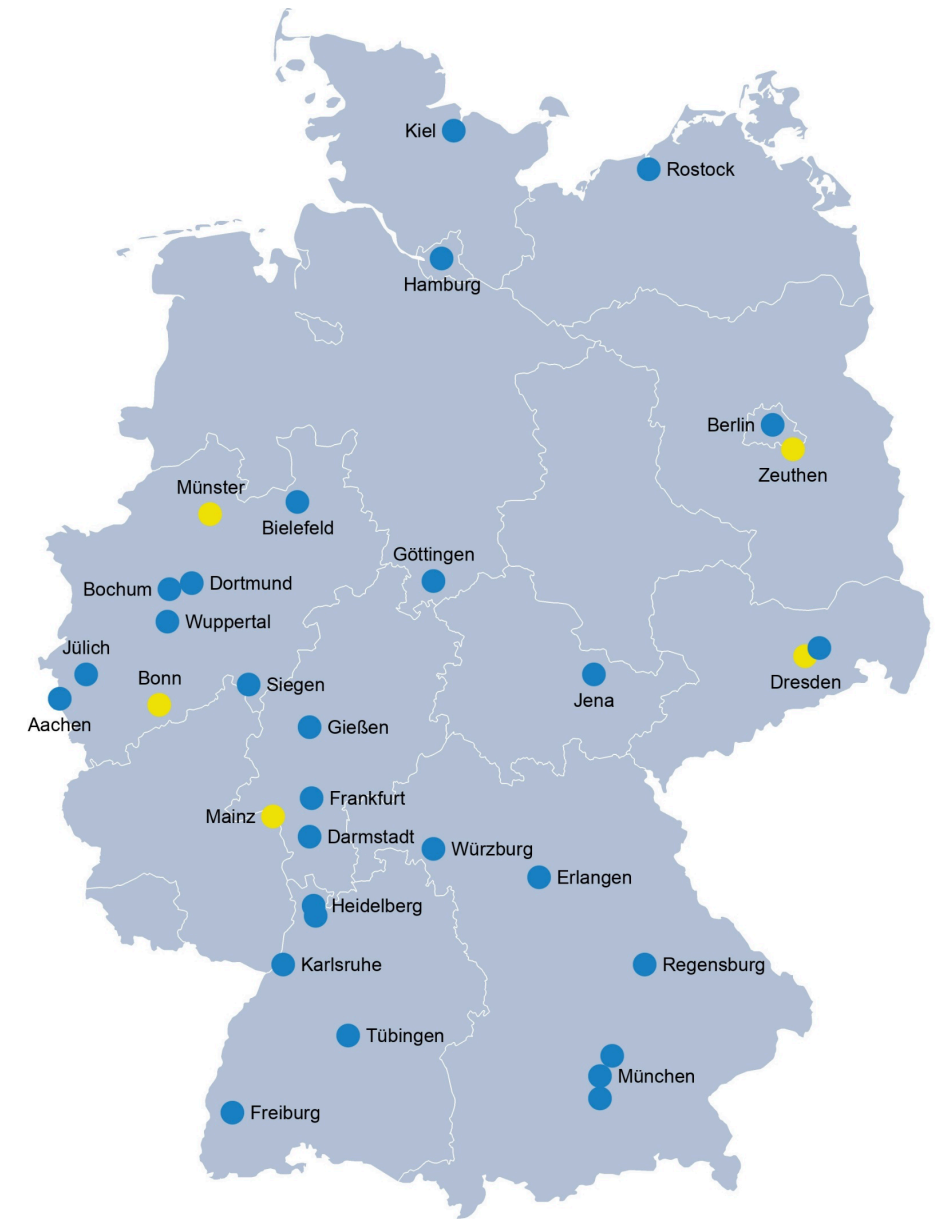 Kiel
Rostock
Hamburg
Berlin
Zeuthen
Münster
Bielefeld
Göttingen
Bochum
Dortmund
Wuppertal
Jülich
Bonn
Siegen
Aachen
Jena
Dresden
Gießen
Frankfurt
Mainz
Darmstadt
Würzburg
Erlangen
Heidelberg
Karlsruhe
Regensburg
Tübingen
München
Freiburg